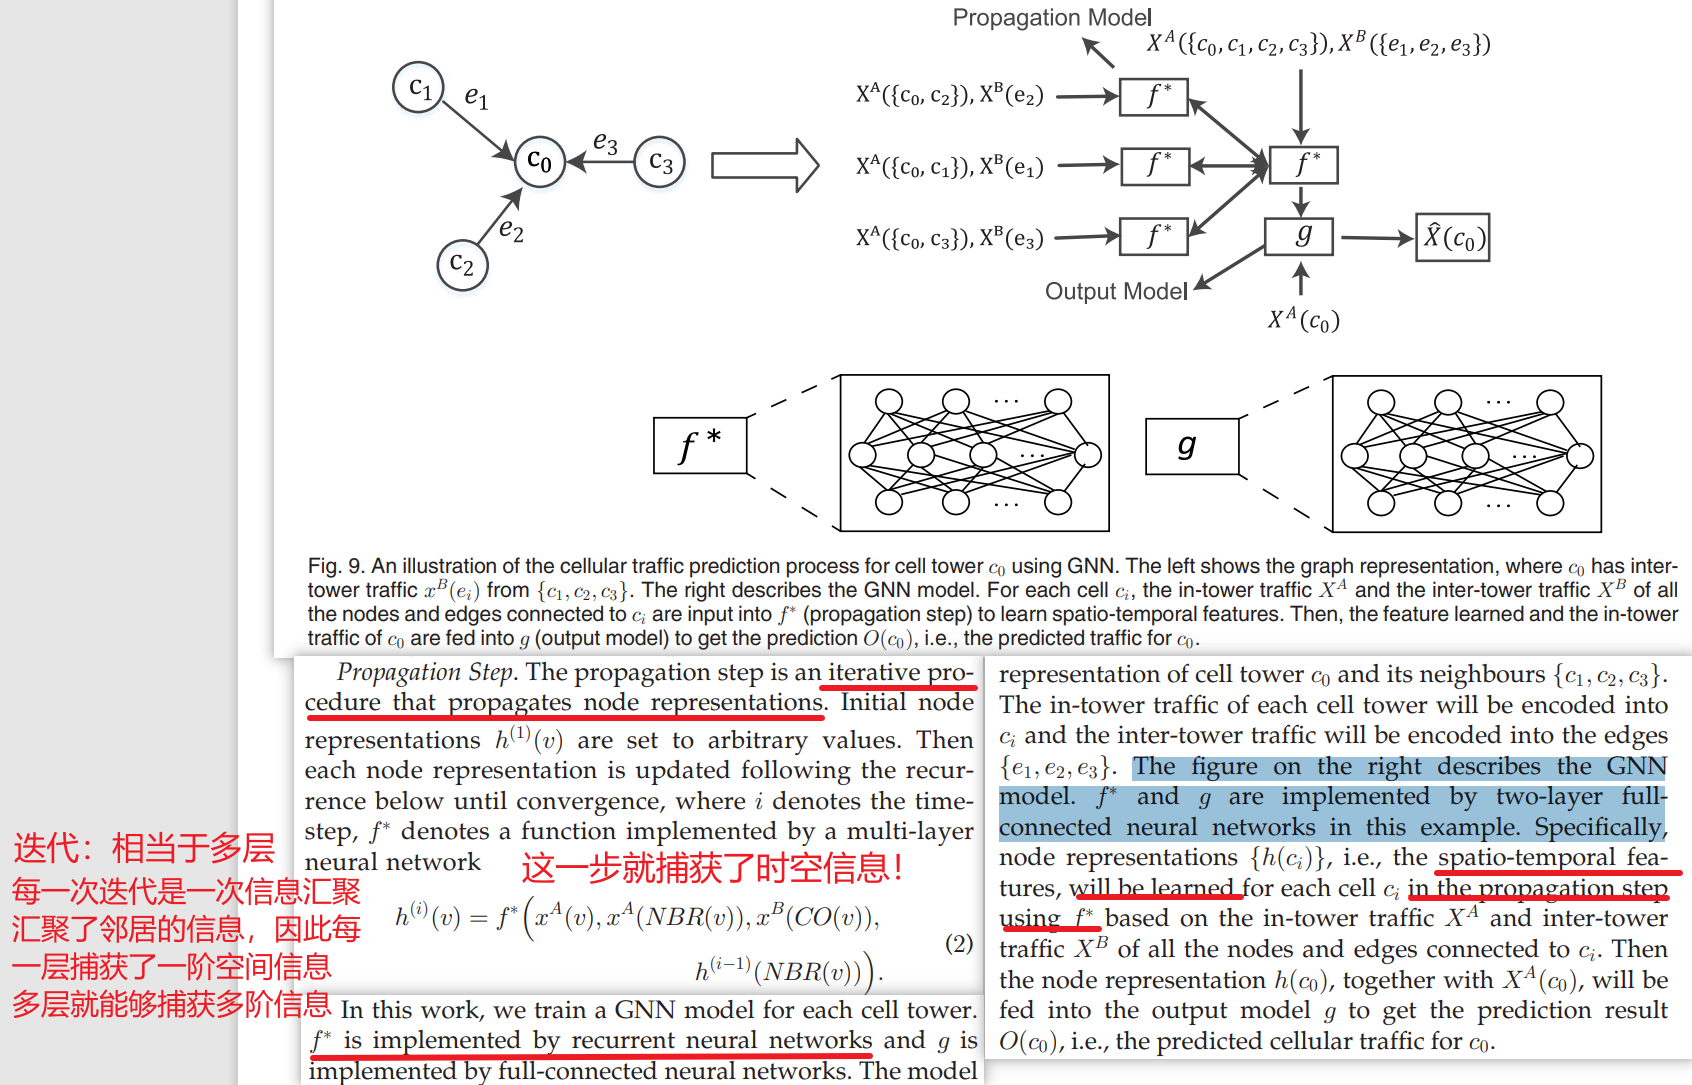 Propagation Model
X^A({c_0, c_1, c_2, c_3}), X^B({e_1, e_2, e_3})
c_1
e_1
c_0
e_3
c_3
e_2
c_2
X^A({c_0, c_2}), X^B(e_2)
f*
X^A({c_0, c_1}), X^B(e_1)
f*
f*
X^A({c_0, c_3}), X^B(e_3)
f*
g
X̂(c_0)
Output Model
X^A(c_0)
f*
...
...
...
g
...
...
...
Fig. 9. An illustration of the cellular traffic prediction process for cell tower c_0 using GNN. The left shows the graph representation, where c_0 has inter-
tower traffic x^B(e_i) from {c_1, c_2, c_3}. The right describes the GNN model. For each cell c_i, the in-tower traffic X^A and the inter-tower traffic X^B of all
the nodes and edges connected to c_i are input into f* (propagation step) to learn spatio-temporal features. Then, the feature learned and the in-tower
traffic of c_0 are fed into g (output model) to get the prediction O(c_0), i.e., the predicted traffic for c_0.
Propagation Step. The propagation step is an iterative pro-
cedure that propagates node representations. Initial node
representations h^(1)(v) are set to arbitrary values. Then
each node representation is updated following the recur-
rence below until convergence, where i denotes the time-
step, f* denotes a function implemented by a multi-layer
neural network
这一步就捕获了时空信息！
h^(i)(v) = f*(x^A(v), x^A(NBR(v)), x^B(CO(v)),
(2)
h^(i-1)(NBR(v))).
In this work, we train a GNN model for each cell tower.
f* is implemented by recurrent neural networks and g is
implemented by full-connected neural networks. The model
迭代：相当于多层
每一次迭代是一次信息汇聚
汇聚了邻居的信息，因此每
一层捕获了一阶空间信息
多层就能够捕获多阶信息
representation of cell tower c_0 and its neighbours {c_1, c_2, c_3}.
The in-tower traffic of each cell tower will be encoded into
c_i and the inter-tower traffic will be encoded into the edges
{e_1, e_2, e_3}. The figure on the right describes the GNN
model. f* and g are implemented by two-layer full-
connected neural networks in this example. Specifically,
node representations {h(c_i)}, i.e., the spatio-temporal fea-
tures, will be learned for each cell c_i in the propagation step
using f* based on the in-tower traffic X^A and inter-tower
traffic X^B of all the nodes and edges connected to c_i. Then
the node representation h(c_0), together with X^A(c_0), will be
fed into the output model g to get the prediction result
O(c_0), i.e., the predicted cellular traffic for c_0.